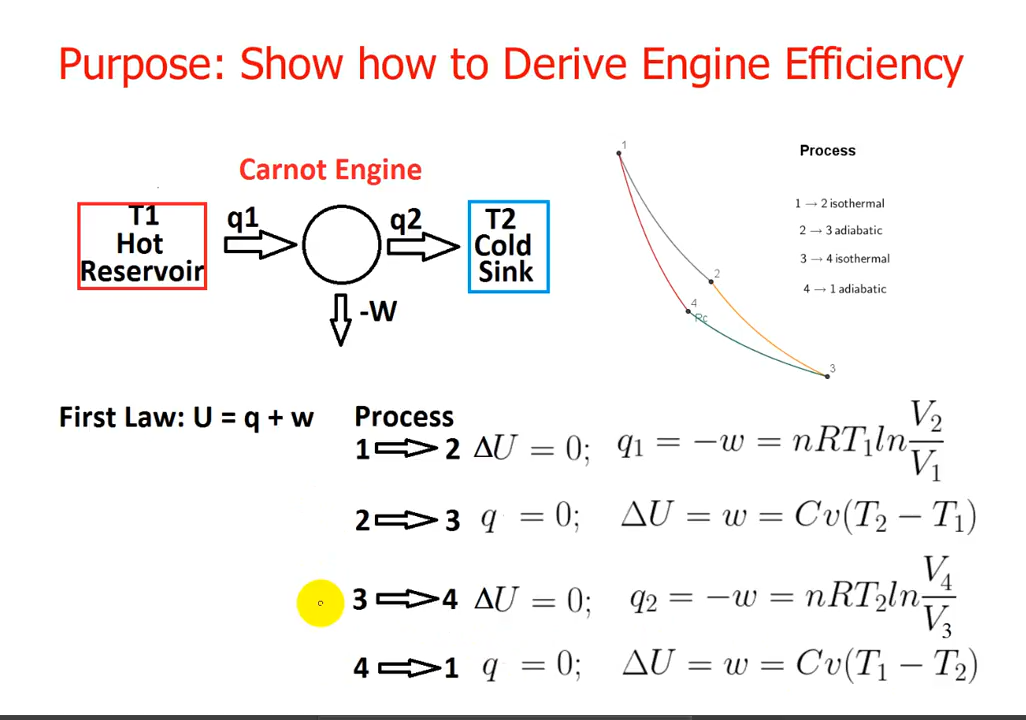 Purpose: Show how to Derive Engine Efficiency
Carnot Engine
T1
Hot
Reservoir
q1
q2
T2
Cold
Sink
-W
1
2
3
4
Pc
Process
1 → 2 isothermal
2 → 3 adiabatic
3 → 4 isothermal
4 → 1 adiabatic
First Law: U = q + w
Process
1 ⇒ 2 ΔU = 0; q₁ = −w = nRT₁ln V₂/V₁
2 ⇒ 3 q = 0; ΔU = w = Cv(T₂ − T₁)
3 ⇒ 4 ΔU = 0; q₂ = −w = nRT₂ln V₄/V₃
4 ⇒ 1 q = 0; ΔU = w = Cv(T₁ − T₂)